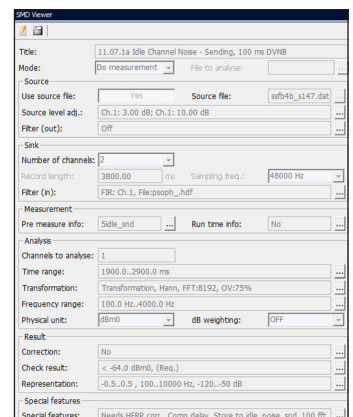 SMD Viewer
Title: 11.07.1a Idle Channel Noise - Sending, 100 ms DVNB
Mode: Do measurement File to analyse: ...
Source
Use source file: Yes Source file: ssfb4b_s147.dat
Source level adj.: Ch.1: 3.00 dB; Ch.1: 10.00 dB ...
Filter (out): Off ...
Sink
Number of channels: 2
Record length: 3800.00 ms Sampling freq.: 48000 Hz
Filter (in): FIR: Ch.1, File:psoph_.hdf ...
Measurement
Pre measure info: 5idle_snd ... Run time info: No ...
Analysis
Channels to analyse: 1
Time range: 1900.0..2900.0 ms ...
Transformation: Transformation, Hann, FFT:8192, OV:75% ...
Frequency range: 100.0 Hz..4000.0 Hz ...
Physical unit: dBm0 dB weighting: OFF
Result
Correction: No ...
Check result: < -64.0 dBm0, (Req.) ...
Representation: -0.5..0.5 , 100..10000 Hz, -120..-50 dB ...
Special features
Special features: Needs HFRP corr., Comp delay, Store to idle_noise_snd_100.fft ...